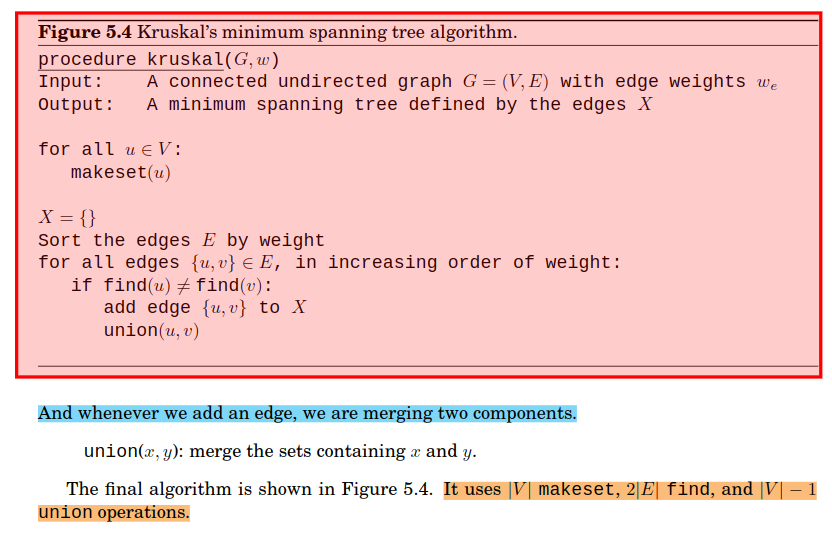 Figure 5.4 Kruskal's minimum spanning tree algorithm.
procedure kruskal(G, w)
Input: A connected undirected graph G = (V, E) with edge weights wₑ
Output: A minimum spanning tree defined by the edges X
for all u ∈ V:
makeset(u)
X = {}
Sort the edges E by weight
for all edges {u, v} ∈ E, in increasing order of weight:
if find(u) ≠ find(v):
add edge {u, v} to X
union(u, v)
And whenever we add an edge, we are merging two components.
union(x, y): merge the sets containing x and y.
The final algorithm is shown in Figure 5.4. It uses |V| makeset, 2|E| find, and |V| − 1
union operations.